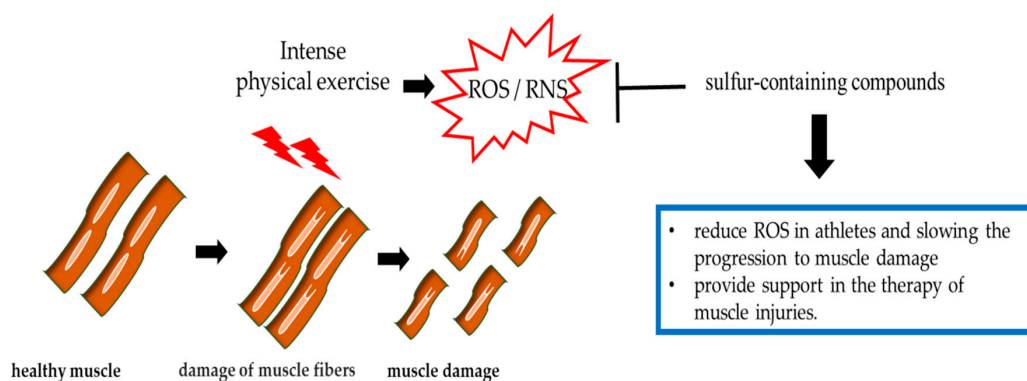 Intense
physical exercise
ROS / RNS
sulfur-containing compounds
• reduce ROS in athletes and slowing the
progression to muscle damage
• provide support in the therapy of
muscle injuries.
healthy muscle
damage of muscle fibers
muscle damage